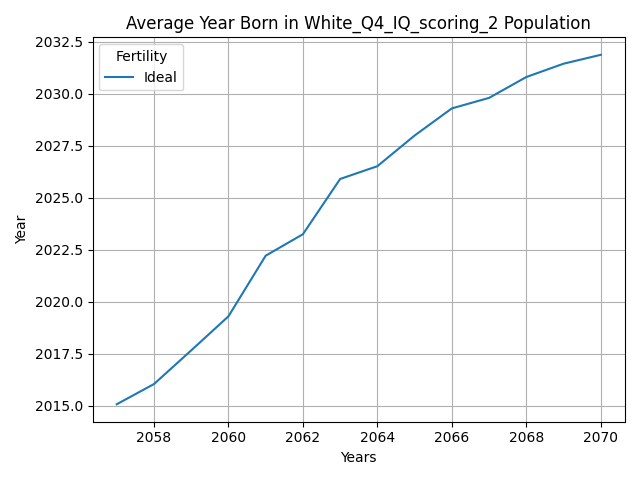 Average Year Born in White_Q4_IQ_scoring_2 Population
Fertility
Ideal
2032.5
2030.0
2027.5
2025.0
2022.5
2020.0
2017.5
2015.0
Year
2058 2060 2062 2064 2066 2068 2070
Years